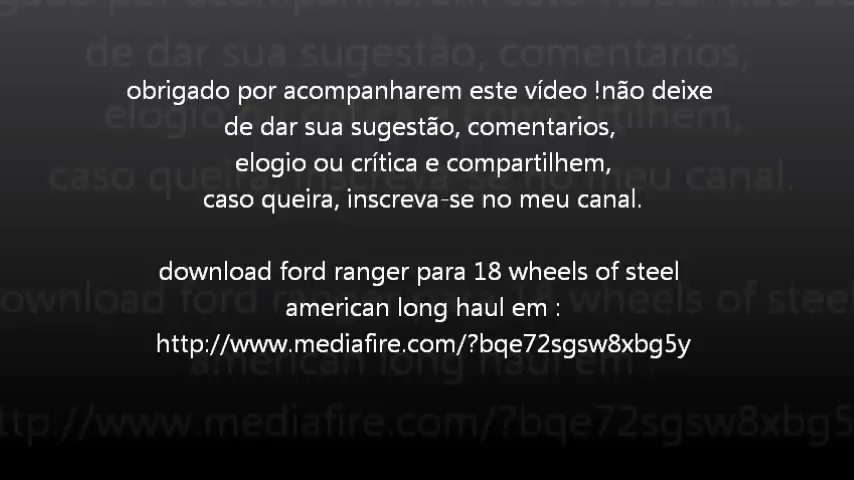 obrigado por acompanharem este vídeo !não deixe
de dar sua sugestão, comentarios,
elogio ou crítica e compartilhem,
caso queira, inscreva-se no meu canal.
download ford ranger para 18 wheels of steel
american long haul em :
http://www.mediafire.com/?bqe72sgsw8xbg5y